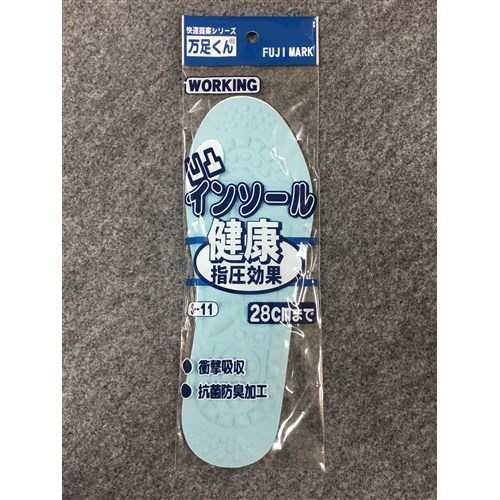 快適提案シリーズ
万足くん®
FUJI MARK
WORKING
凹凸
インソール
健康
指圧効果
28cmまで
● 衝撃吸収
● 抗菌防臭加工